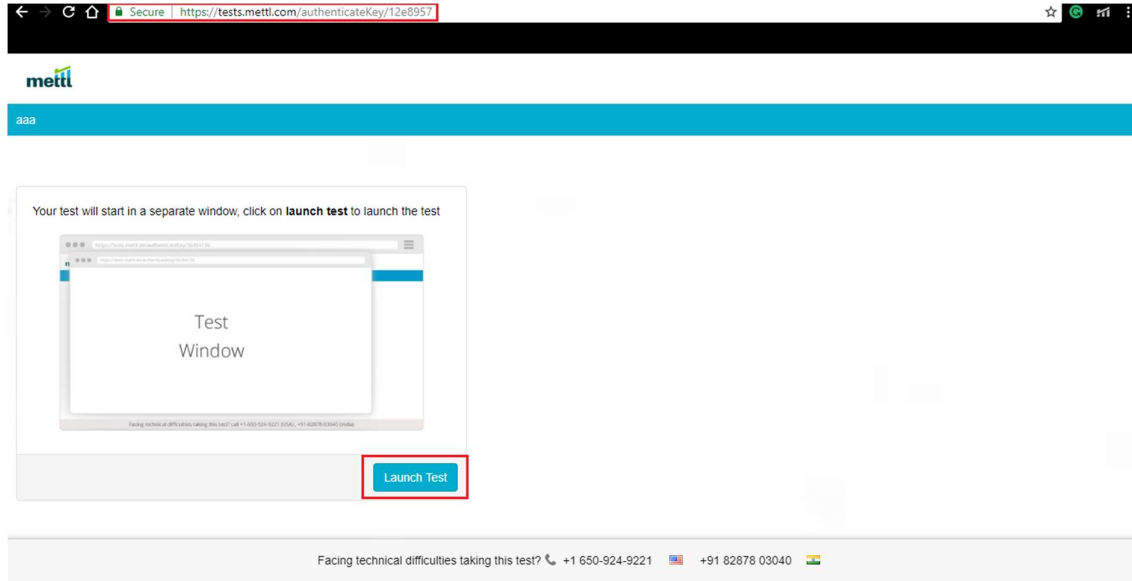 Secure | https://tests.mettl.com/authenticateKey/12e8957
mettl
aaa
Your test will start in a separate window, click on launch test to launch the test
Test
Window
Launch Test
Facing technical difficulties taking this test? +1 650-924-9221 +91 82878 03040